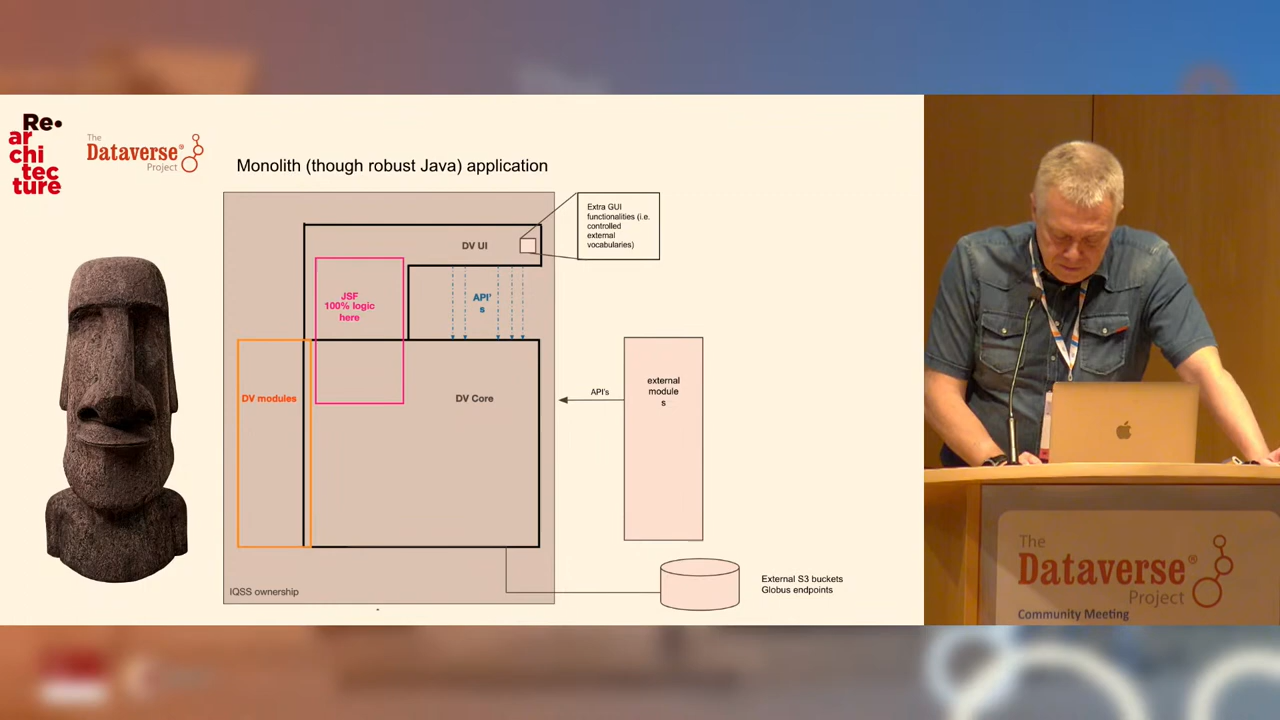 Re•
ar
chi
tec
ture
The
Dataverse®
Project
Monolith (though robust Java) application
Extra GUI
functionalities (i.e.
controlled
external
vocabularies)
DV UI
JSF
100% logic
here
API'
s
DV modules
DV Core
API's
external
module
s
IQSS ownership
External S3 buckets
Globus endpoints
The
Dataverse®
Project
Community Meeting